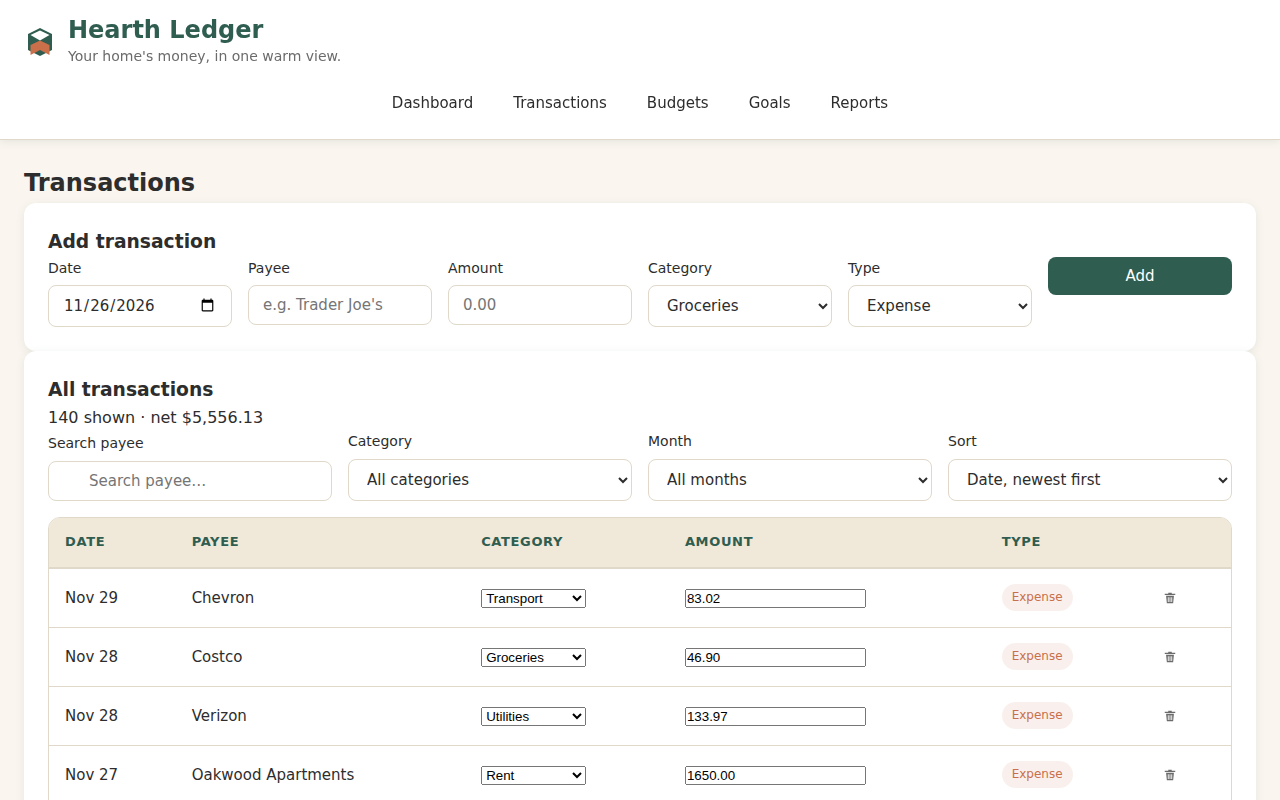 Hearth Ledger
Your home's money, in one warm view.
Dashboard Transactions Budgets Goals Reports
Transactions
Add transaction
Date Payee Amount Category Type
11/26/2026 e.g. Trader Joe's 0.00 Groceries Expense Add
All transactions
140 shown · net $5,556.13
Search payee Category Month Sort
Search payee... All categories All months Date, newest first
DATE PAYEE CATEGORY AMOUNT TYPE
Nov 29 Chevron Transport 83.02 Expense
Nov 28 Costco Groceries 46.90 Expense
Nov 28 Verizon Utilities 133.97 Expense
Nov 27 Oakwood Apartments Rent 1650.00 Expense